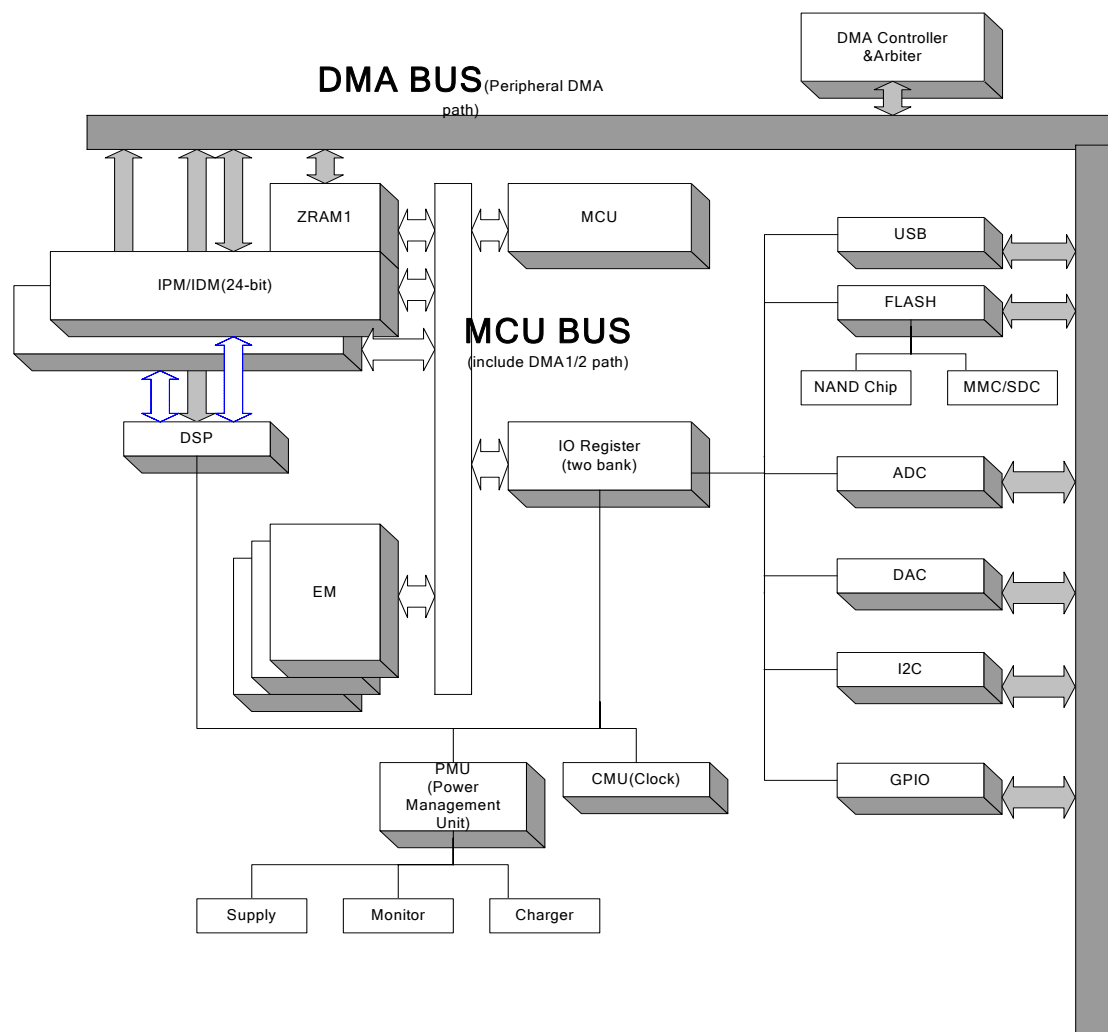 DMA Controller
&Arbiter
DMA BUS(Peripheral DMA
path)
ZRAM1
MCU
USB
IPM/IDM(24-bit)
FLASH
MCU BUS
(include DMA1/2 path)
NAND Chip
MMC/SDC
DSP
IO Register
(two bank)
ADC
EM
DAC
I2C
PMU
(Power
Management
Unit)
CMU(Clock)
GPIO
Supply
Monitor
Charger